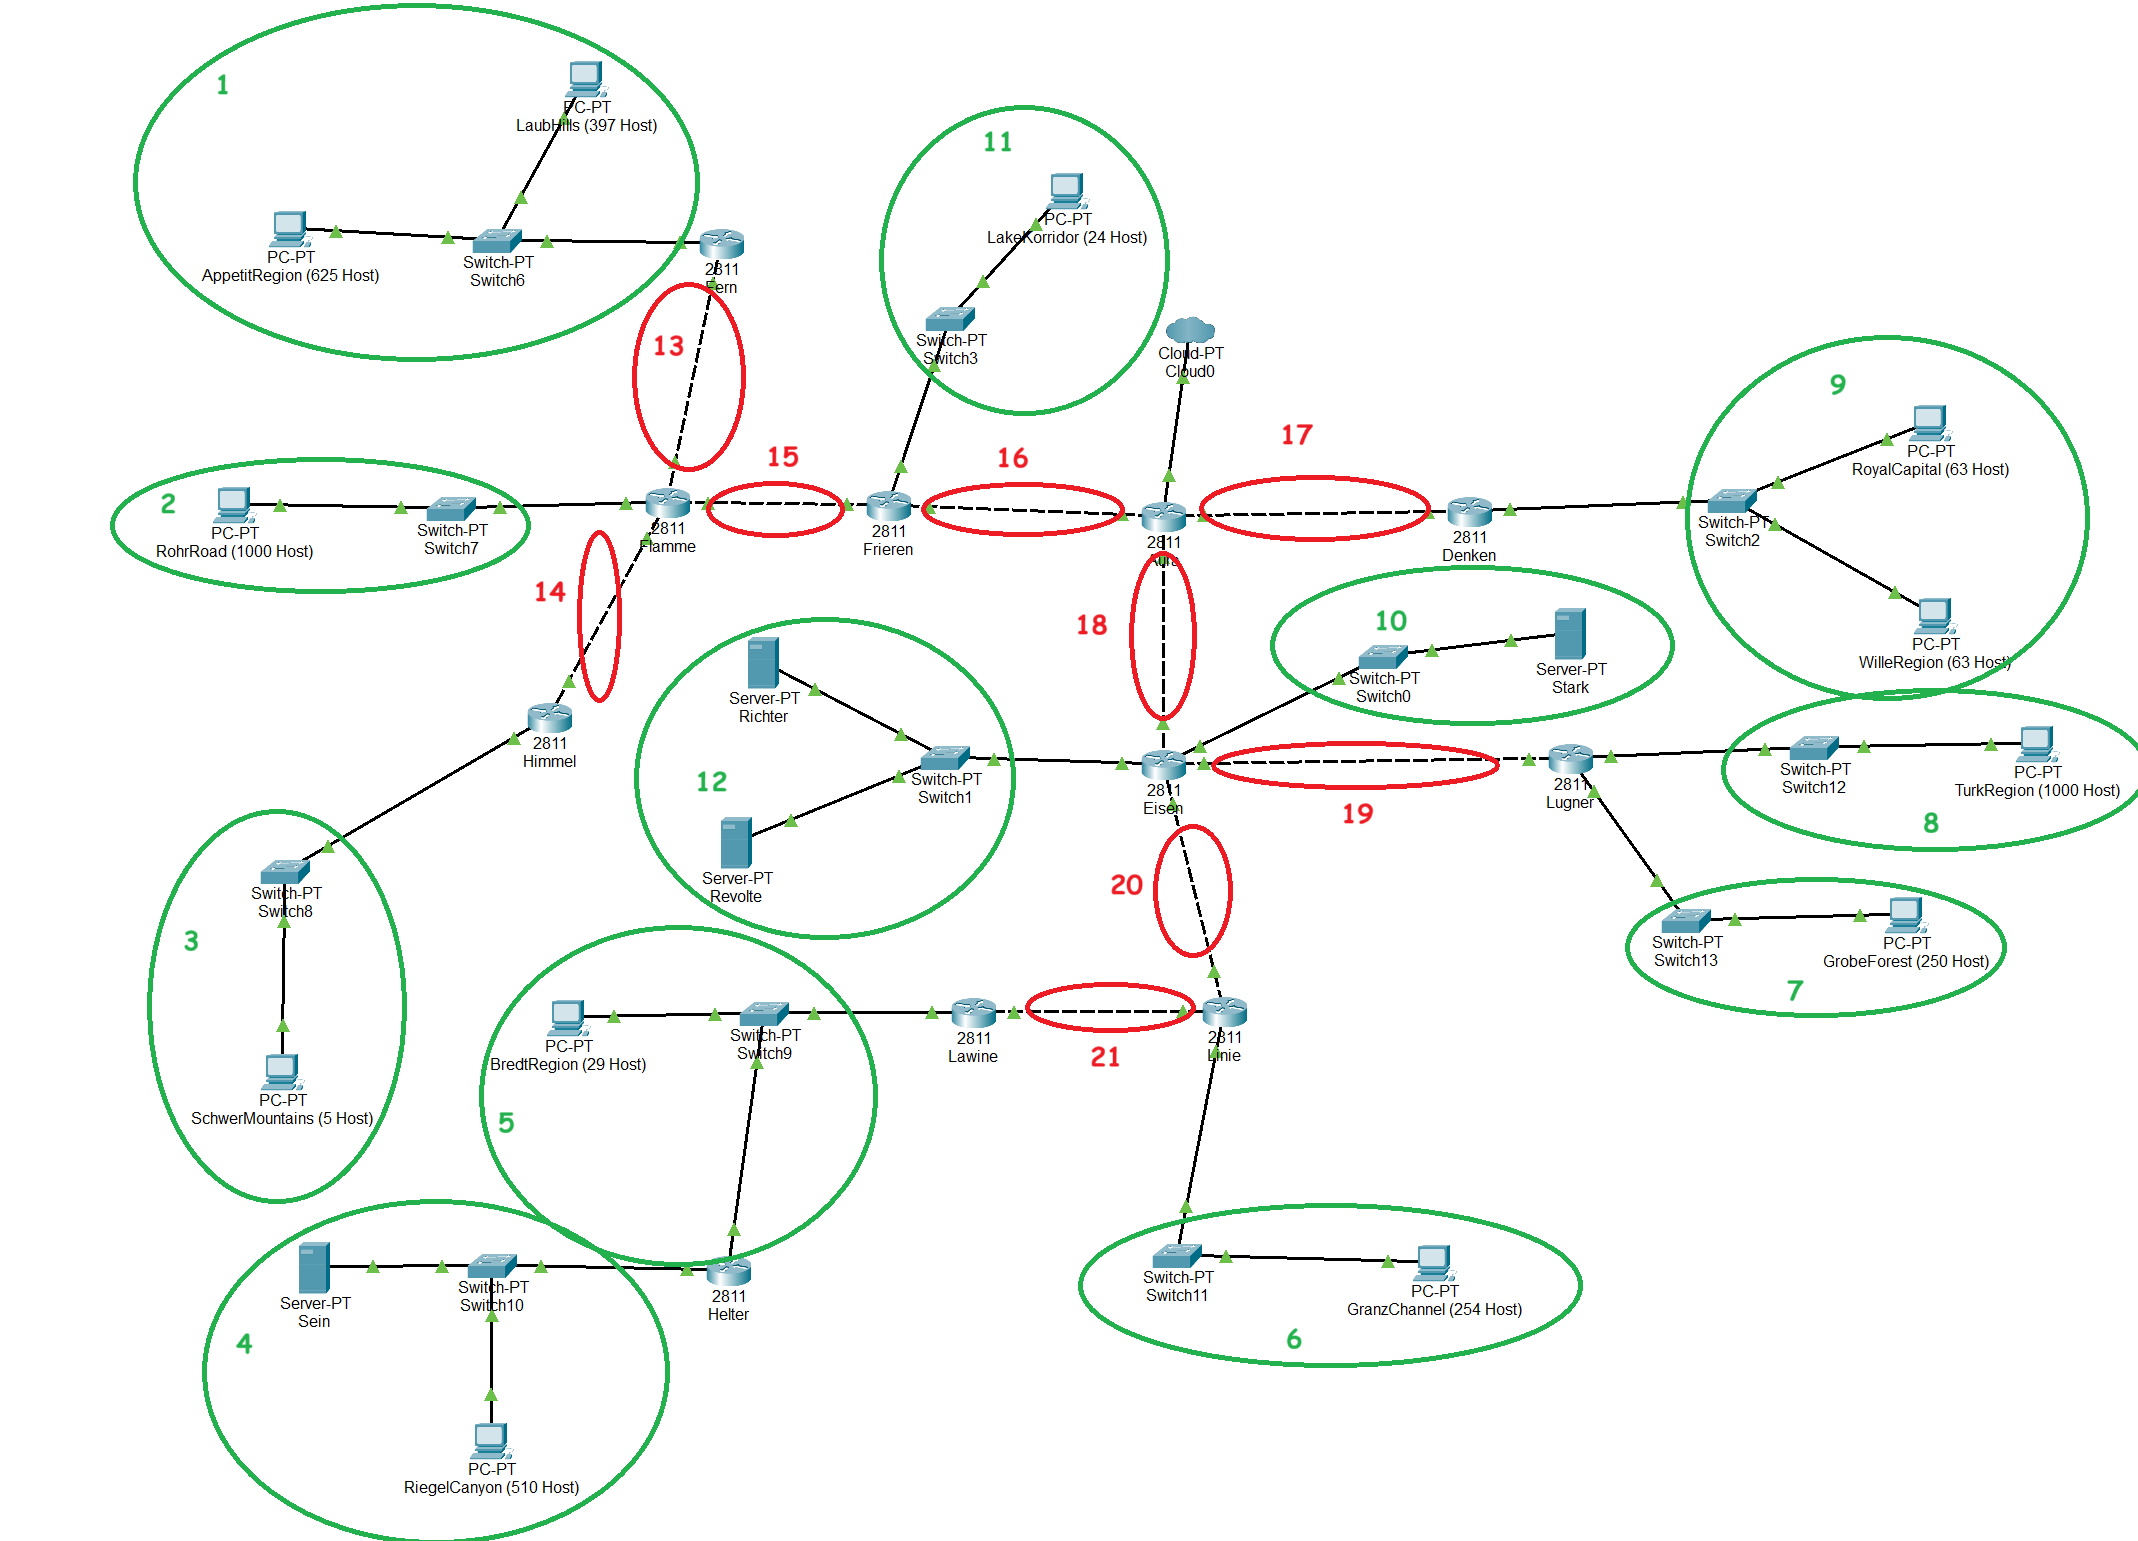 1
PC-PT
LaubHills (397 Host)
PC-PT
AppetitRegion (625 Host)
Switch-PT
Switch6
2811
Fern
11
PC-PT
LakeKorridor (24 Host)
Switch-PT
Switch3
13
Cloud-PT
Cloud0
9
PC-PT
RoyalCapital (63 Host)
Switch-PT
Switch2
PC-PT
WilleRegion (63 Host)
15
16
17
2
PC-PT
RohrRoad (1000 Host)
Switch-PT
Switch7
2811
Flamme
2811
Frieren
2811
Aura
2811
Denken
14
18
10
Switch-PT
Switch0
Server-PT
Stark
2811
Himmel
12
Server-PT
Richter
Switch-PT
Switch1
Server-PT
Revolte
2811
Eisen
19
2811
Lugner
Switch-PT
Switch12
PC-PT
TurkRegion (1000 Host)
8
3
Switch-PT
Switch8
PC-PT
SchwerMountains (5 Host)
20
Switch-PT
Switch13
PC-PT
GrobeForest (250 Host)
7
5
PC-PT
BredtRegion (29 Host)
Switch-PT
Switch9
2811
Lawine
21
2811
Linie
4
Server-PT
Sein
Switch-PT
Switch10
2811
Helter
PC-PT
RiegelCanyon (510 Host)
Switch-PT
Switch11
PC-PT
GranzChannel (254 Host)
6